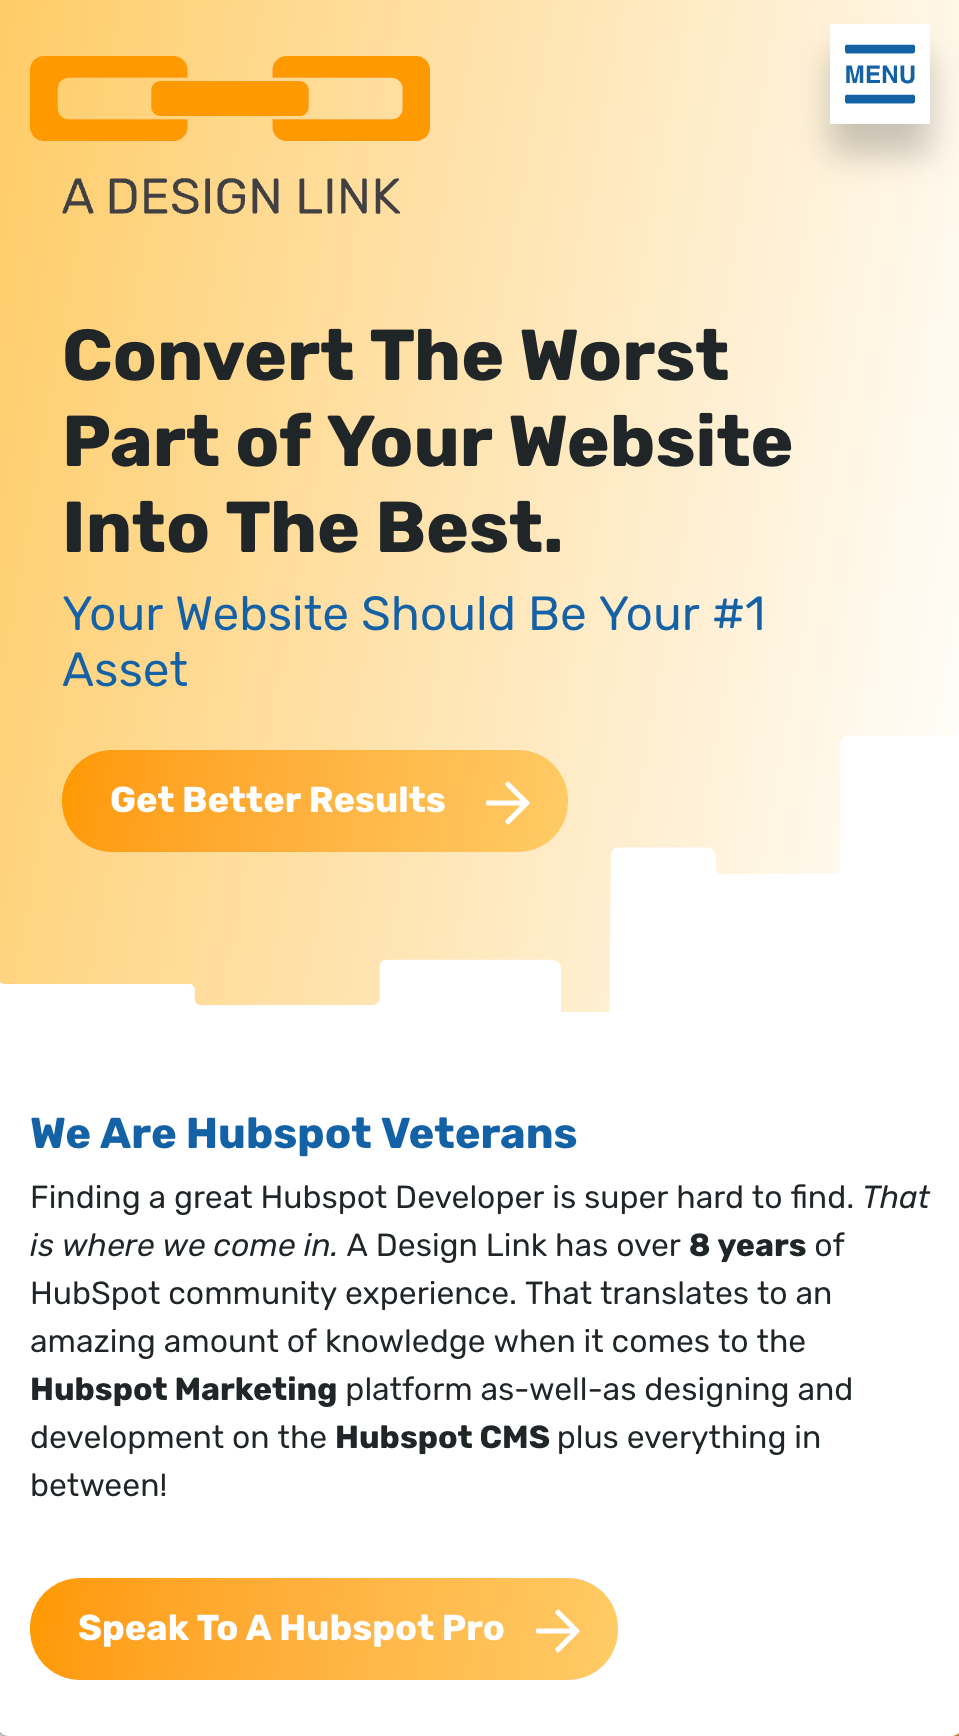 MENU
A DESIGN LINK
Convert The Worst
Part of Your Website
Into The Best.
Your Website Should Be Your #1
Asset
Get Better Results
We Are Hubspot Veterans
Finding a great Hubspot Developer is super hard to find. That
is where we come in. A Design Link has over 8 years of
HubSpot community experience. That translates to an
amazing amount of knowledge when it comes to the
Hubspot Marketing platform as-well-as designing and
development on the Hubspot CMS plus everything in
between!
Speak To A Hubspot Pro